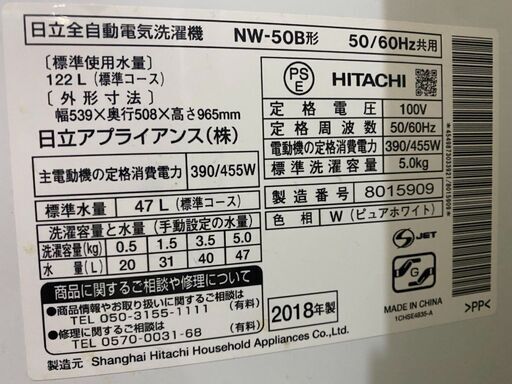 日立全自動電気洗濯機 NW-50B形 50/60Hz共用
〔標準使用水量〕
122L（標準コース）
〔外形寸法〕
幅539×奥行508×高さ965mm
日立アプライアンス（株）
主電動機の定格消費電力 390/455W
標準水量 47L（標準コース）
洗濯容量と水量（手動設定の水量）
洗濯容量(kg) 0.5 1.5 3.5 5.0
水量(L) 20 31 40 47
商品に関するご相談や修理について
●商品情報やお取り扱いに関するご相談
（有料） TEL 050-3155-1111
●修理に関するご相談
（有料） TEL 0570-0031-68
製造元 Shanghai Hitachi Household Appliances Co.,Ltd.
PSE HITACHI
定格電圧 100V
定格周波数 50/60Hz
電動機の定格消費電力 390/455W
標準洗濯容量 5.0kg
製造番号 8015909
色相 W（ピュアホワイト）
S JET
G
2018年製
MADE IN CHINA
1CHSE4835-A
>PP<